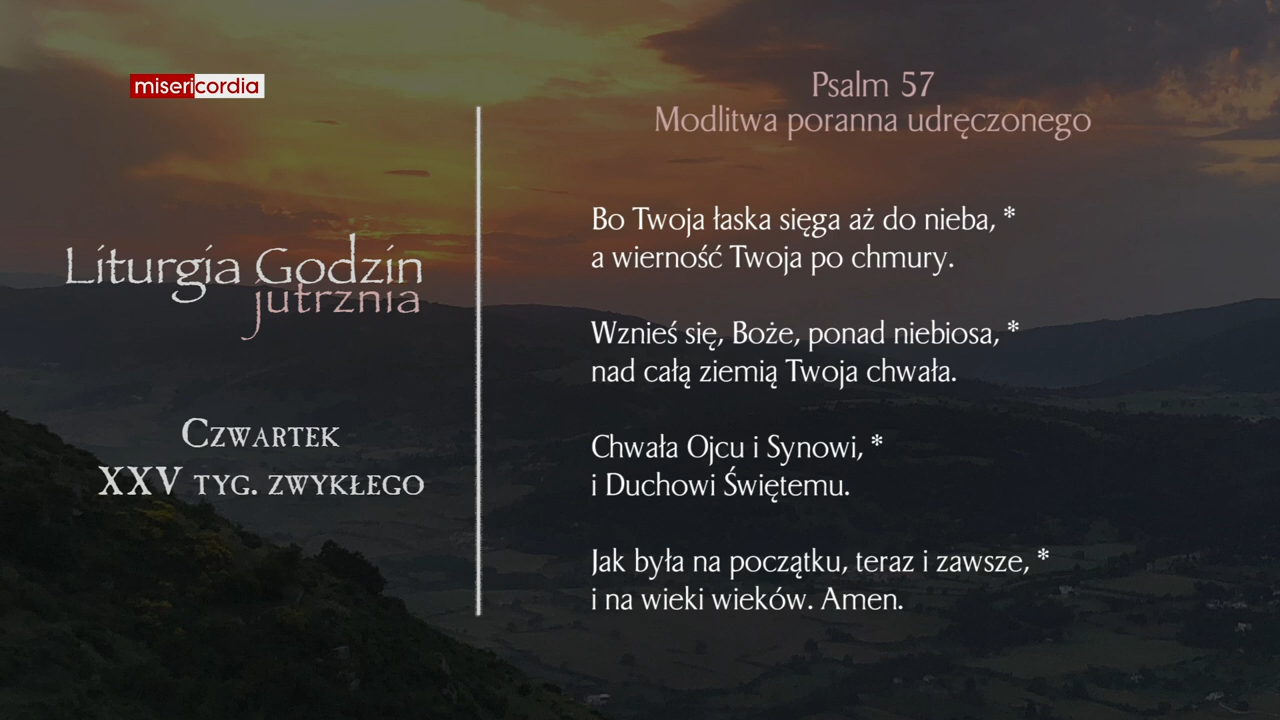 misericordia
Liturgia Godzin
jutrznia
Czwartek
XXV tyg. zwykłego
Psalm 57
Modlitwa poranna udręczonego
Bo Twoja łaska sięga aż do nieba, *
a wierność Twoja po chmury.
Wznieś się, Boże, ponad niebiosa, *
nad całą ziemią Twoja chwała.
Chwała Ojcu i Synowi, *
i Duchowi Świętemu.
Jak była na początku, teraz i zawsze, *
i na wieki wieków. Amen.